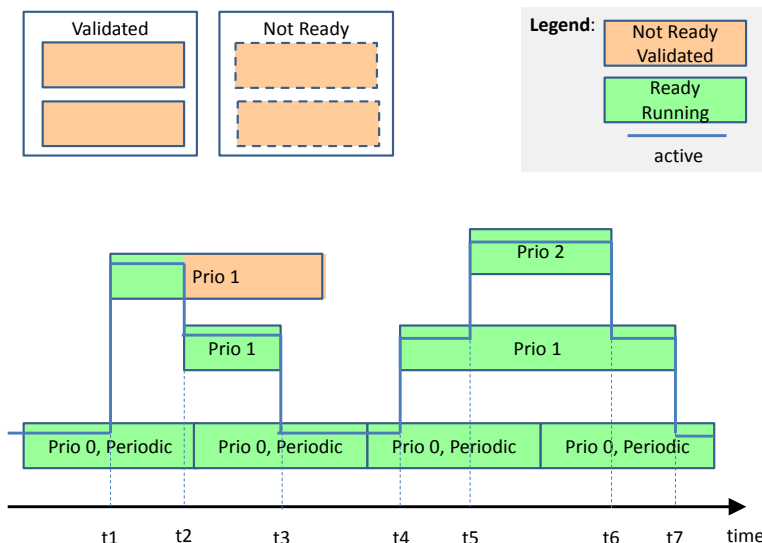 Validated
Not Ready
Legend:
Not Ready
Validated
Ready
Running
active
Prio 2
Prio 1
Prio 1
Prio 1
Prio 0, Periodic
Prio 0, Periodic
Prio 0, Periodic
Prio 0, Periodic
t1
t2
t3
t4
t5
t6
t7
time